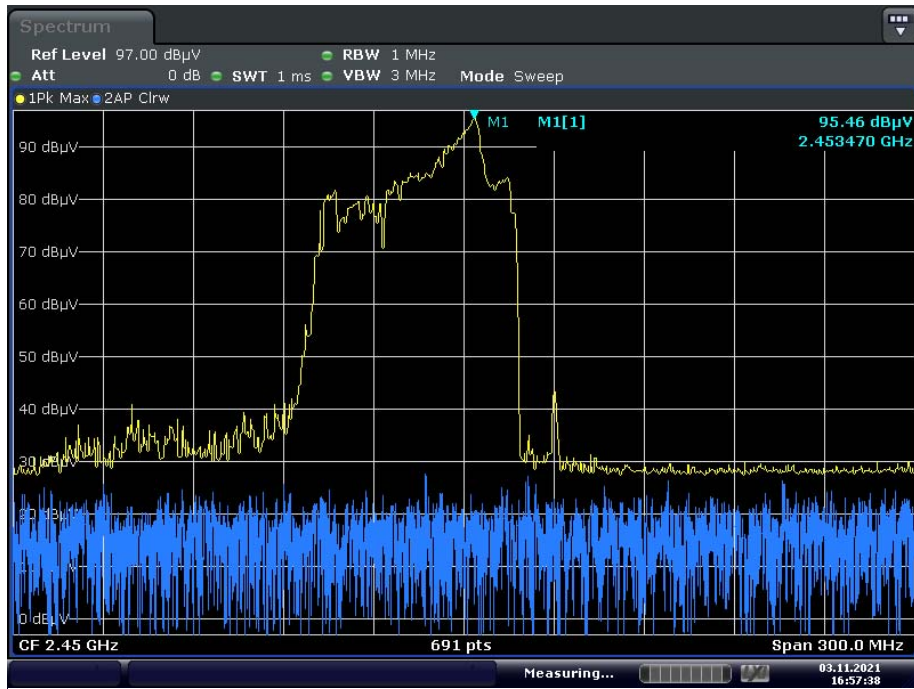 Spectrum
Ref Level 97.00 dBµV RBW 1 MHz
Att 0 dB SWT 1 ms VBW 3 MHz Mode Sweep
1Pk Max 2AP Clrw
M1 M1[1] 95.46 dBµV
2.453470 GHz
90 dBµV
80 dBµV
70 dBµV
60 dBµV
50 dBµV
40 dBµV
30 dBµV
20 dBµV
0 dBµV
CF 2.45 GHz 691 pts Span 300.0 MHz
Measuring... 03.11.2021
16:57:38